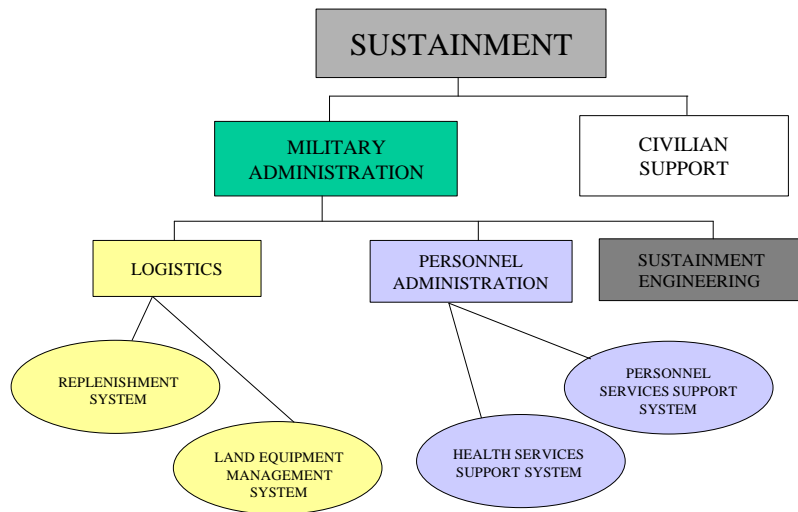 SUSTAINMENT
MILITARY
ADMINISTRATION
CIVILIAN
SUPPORT
LOGISTICS
PERSONNEL
ADMINISTRATION
SUSTAINMENT
ENGINEERING
REPLENISHMENT
SYSTEM
PERSONNEL
SERVICES SUPPORT
SYSTEM
LAND EQUIPMENT
MANAGEMENT
SYSTEM
HEALTH SERVICES
SUPPORT SYSTEM